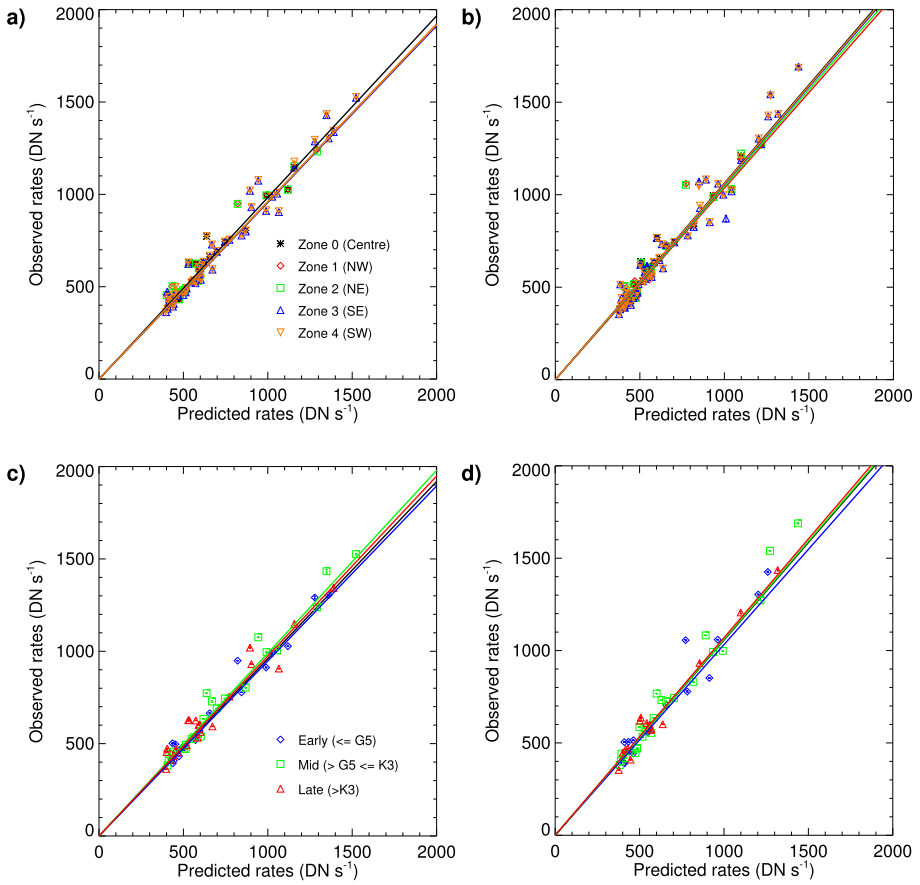 a)
2000
1500
1000
500
0
Observed rates (DN s⁻¹)
Zone 0 (Centre)
Zone 1 (NW)
Zone 2 (NE)
Zone 3 (SE)
Zone 4 (SW)
0 500 1000 1500 2000
Predicted rates (DN s⁻¹)
b)
2000
1500
1000
500
0
Observed rates (DN s⁻¹)
0 500 1000 1500 2000
Predicted rates (DN s⁻¹)
c)
2000
1500
1000
500
0
Observed rates (DN s⁻¹)
Early (<= G5)
Mid (> G5 <= K3)
Late (>K3)
0 500 1000 1500 2000
Predicted rates (DN s⁻¹)
d)
2000
1500
1000
500
0
Observed rates (DN s⁻¹)
0 500 1000 1500 2000
Predicted rates (DN s⁻¹)